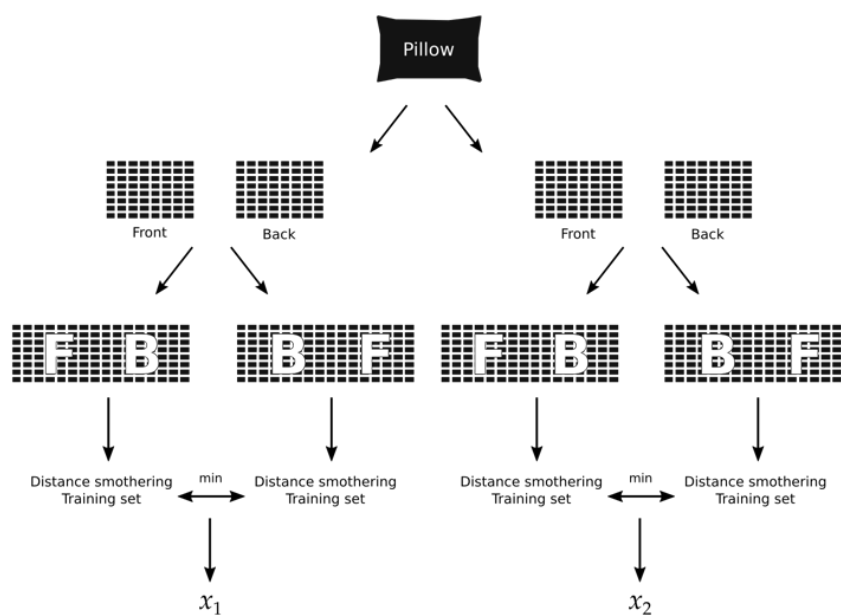 Pillow
Front Back Front Back
F B B F F B B F
Distance smothering min Distance smothering Distance smothering min Distance smothering
Training set Training set Training set Training set
x₁ x₂